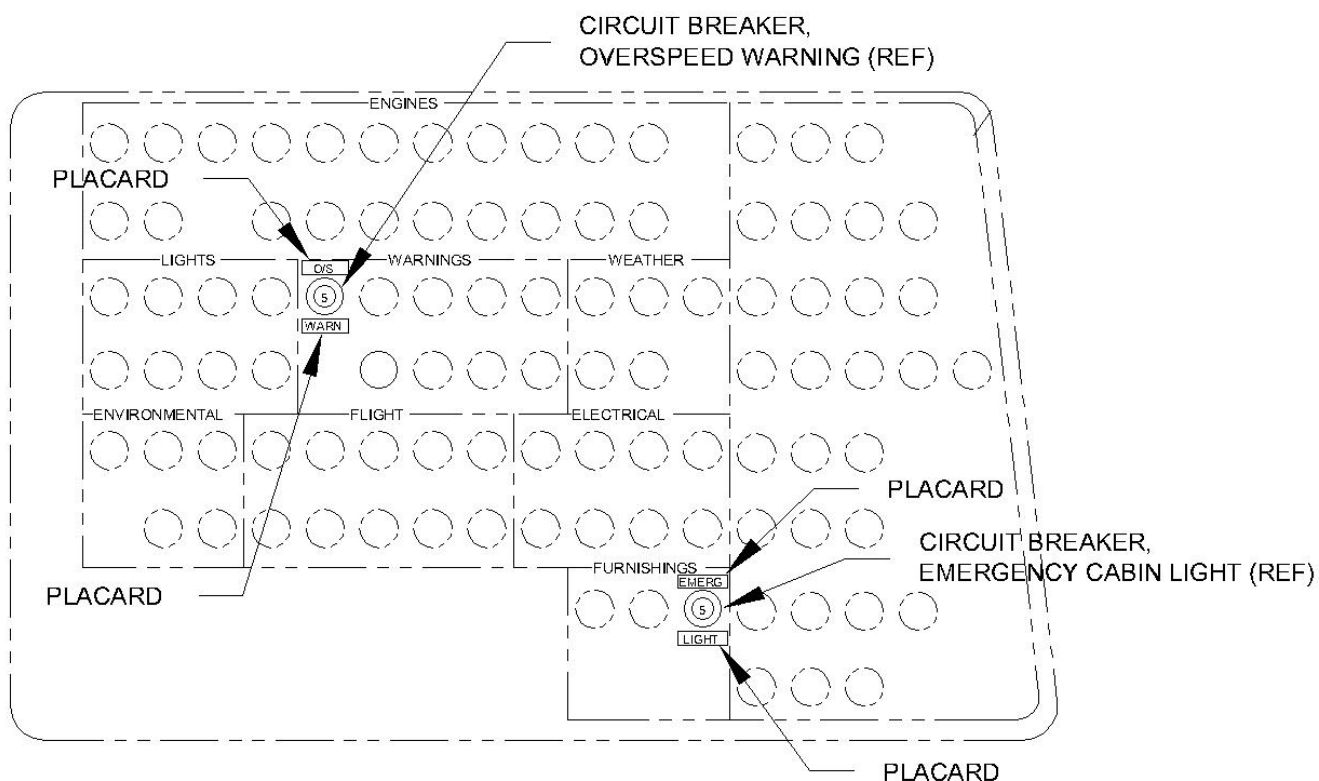 CIRCUIT BREAKER,
OVERSPEED WARNING (REF)
ENGINES
PLACARD
LIGHTS
O/S
WARNINGS
WEATHER
5
WARN
ENVIRONMENTAL
FLIGHT
ELECTRICAL
PLACARD
CIRCUIT BREAKER,
EMERGENCY CABIN LIGHT (REF)
FURNISHINGS
EMERG
PLACARD
5
LIGHT
PLACARD